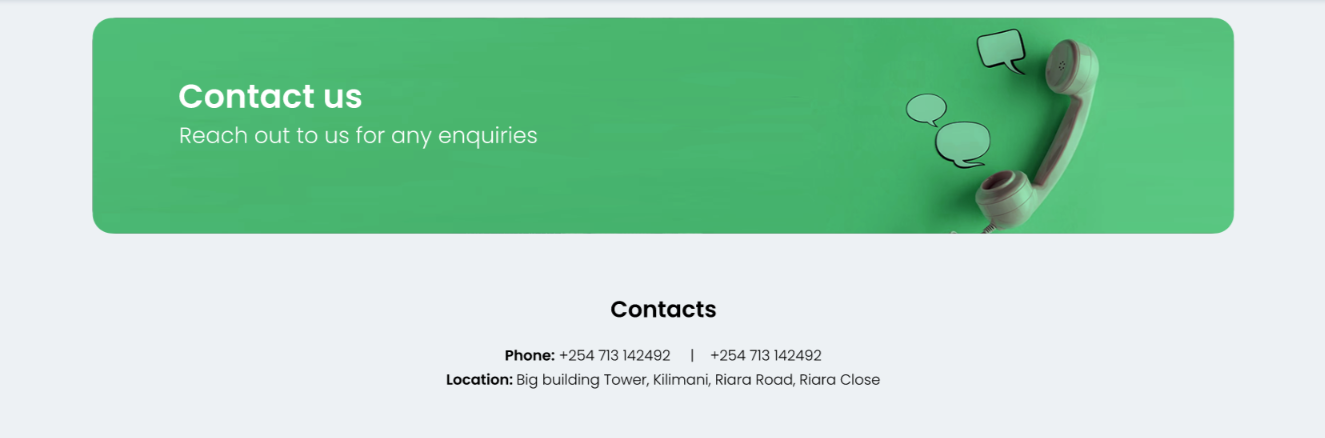 Contact us
Reach out to us for any enquiries
Contacts
Phone: +254 713 142492 | +254 713 142492
Location: Big building Tower, Kilimani, Riara Road, Riara Close